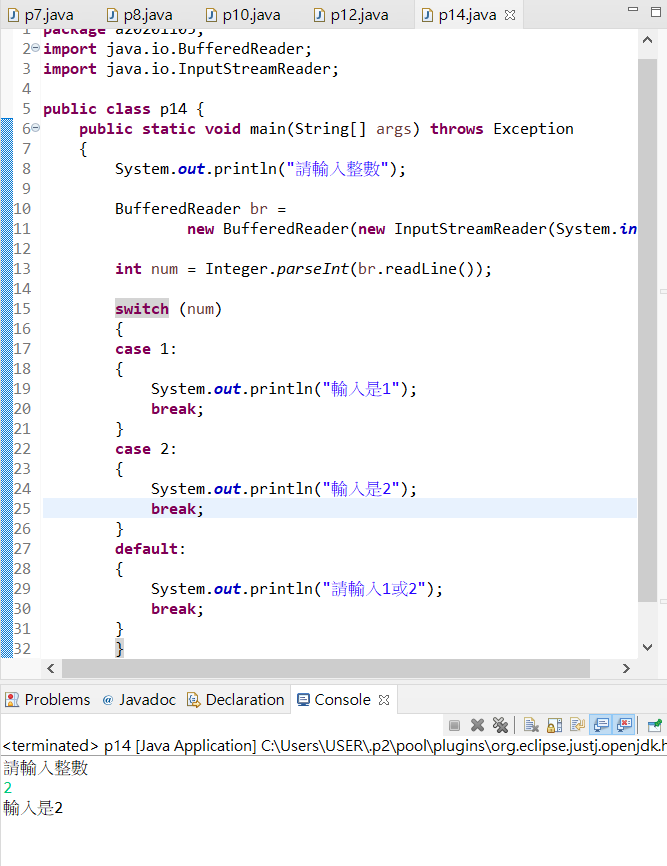 p7.java p8.java p10.java p12.java p14.java
1 package a20201105;
2 import java.io.BufferedReader;
3 import java.io.InputStreamReader;
4
5 public class p14 {
6 public static void main(String[] args) throws Exception
7 {
8 System.out.println("請輸入整數");
9
10 BufferedReader br =
11 new BufferedReader(new InputStreamReader(System.in
12
13 int num = Integer.parseInt(br.readLine());
14
15 switch (num)
16 {
17 case 1:
18 {
19 System.out.println("輸入是1");
20 break;
21 }
22 case 2:
23 {
24 System.out.println("輸入是2");
25 break;
26 }
27 default:
28 {
29 System.out.println("請輸入1或2");
30 break;
31 }
32 }
Problems @ Javadoc Declaration Console
<terminated> p14 [Java Application] C:\Users\USER\.p2\pool\plugins\org.eclipse.justj.openjdk.h
請輸入整數
2
輸入是2